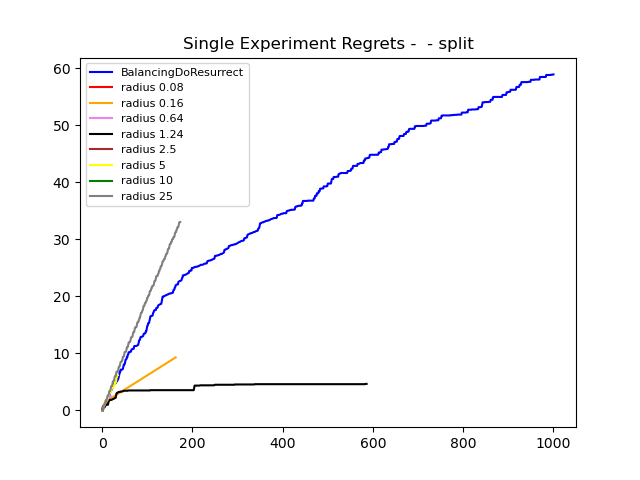 Single Experiment Regrets -  - split
BalancingDoResurrect
radius 0.08
radius 0.16
radius 0.64
radius 1.24
radius 2.5
radius 5
radius 10
radius 25
60
50
40
30
20
10
0
0 200 400 600 800 1000